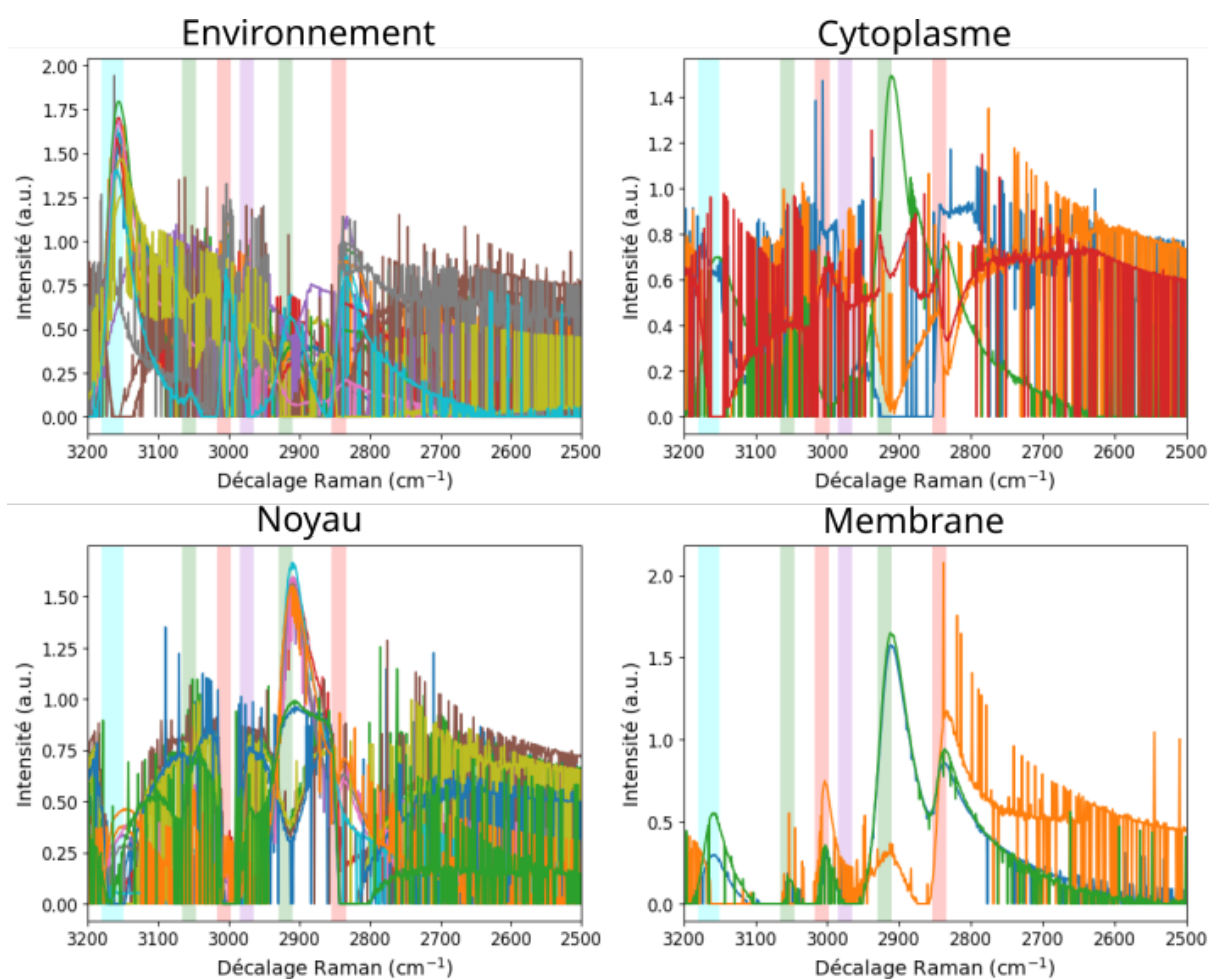 Environnement
Cytoplasme
2.00
1.75
1.50
1.25
1.00
0.75
0.50
0.25
0.00
Intensité (a.u.)
3200 3100 3000 2900 2800 2700 2600 2500
Décalage Raman (cm⁻¹)
1.4
1.2
1.0
0.8
0.6
0.4
0.2
0.0
Intensité (a.u.)
3200 3100 3000 2900 2800 2700 2600 2500
Décalage Raman (cm⁻¹)
Noyau
Membrane
1.50
1.25
1.00
0.75
0.50
0.25
0.00
Intensité (a.u.)
3200 3100 3000 2900 2800 2700 2600 2500
Décalage Raman (cm⁻¹)
2.0
1.5
1.0
0.5
0.0
Intensité (a.u.)
3200 3100 3000 2900 2800 2700 2600 2500
Décalage Raman (cm⁻¹)